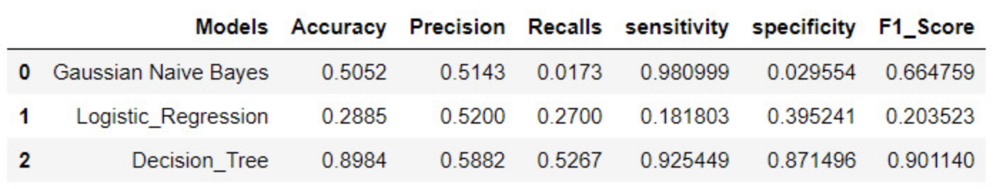 Models Accuracy Precision Recalls sensitivity specificity F1_Score
0 Gaussian Naive Bayes 0.5052 0.5143 0.0173 0.980999 0.029554 0.664759
1 Logistic_Regression 0.2885 0.5200 0.2700 0.181803 0.395241 0.203523
2 Decision_Tree 0.8984 0.5882 0.5267 0.925449 0.871496 0.901140